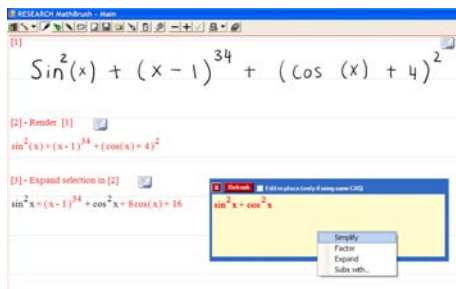 RESEARCH MathBrush - Main
[1]
Sin²(x) + (x - 1)³⁴ + (cos (x) + 4)²
[2] - Render [1]
sin²(x) + (x - 1)³⁴ + (cos(x) + 4)²
[3] - Expand selection in [2]
sin²x + (x - 1)³⁴ + cos²x + 8cos(x) + 16
X Refresh Edit in place (only if using same CAS)
sin²x + cos²x
Simplify
Factor
Expand
Subs with...